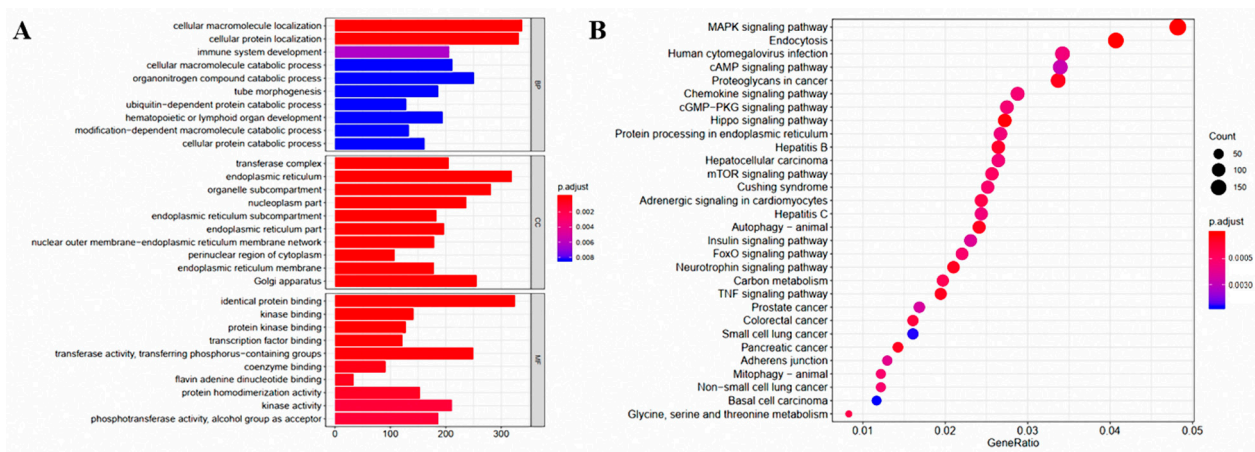 A
cellular macromolecule localization
cellular protein localization
immune system development
cellular macromolecule catabolic process
organonitrogen compound catabolic process
tube morphogenesis
ubiquitin-dependent protein catabolic process
hematopoietic or lymphoid organ development
modification-dependent macromolecule catabolic process
cellular protein catabolic process
BP
transferase complex
endoplasmic reticulum
organelle subcompartment
nucleoplasm part
endoplasmic reticulum subcompartment
endoplasmic reticulum part
nuclear outer membrane-endoplasmic reticulum membrane network
perinuclear region of cytoplasm
endoplasmic reticulum membrane
Golgi apparatus
CC
identical protein binding
kinase binding
protein kinase binding
transcription factor binding
transferase activity, transferring phosphorus-containing groups
coenzyme binding
flavin adenine dinucleotide binding
protein homodimerization activity
kinase activity
phosphotransferase activity, alcohol group as acceptor
MF
0 100 200 300
p.adjust
0.002
0.004
0.006
0.008
B
MAPK signaling pathway
Endocytosis
Human cytomegalovirus infection
cAMP signaling pathway
Proteoglycans in cancer
Chemokine signaling pathway
cGMP-PKG signaling pathway
Hippo signaling pathway
Protein processing in endoplasmic reticulum
Hepatitis B
Hepatocellular carcinoma
mTOR signaling pathway
Cushing syndrome
Adrenergic signaling in cardiomyocytes
Hepatitis C
Autophagy - animal
Insulin signaling pathway
FoxO signaling pathway
Neurotrophin signaling pathway
Carbon metabolism
TNF signaling pathway
Prostate cancer
Colorectal cancer
Small cell lung cancer
Pancreatic cancer
Adherens junction
Mitophagy - animal
Non-small cell lung cancer
Basal cell carcinoma
Glycine, serine and threonine metabolism
0.01 0.02 0.03 0.04 0.05
GeneRatio
Count
50
100
150
p.adjust
0.0005
0.0030